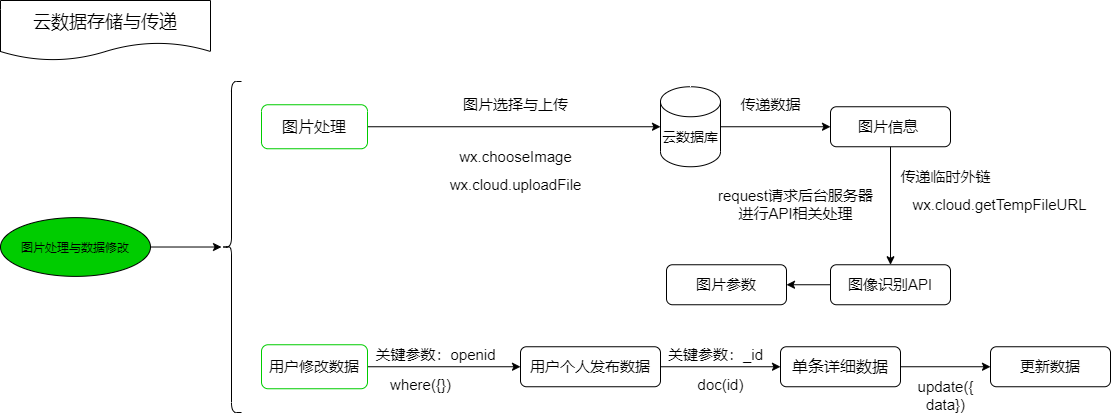 云数据存储与传递
图片选择与上传
传递数据
图片处理
云数据库
图片信息
wx.chooseImage
wx.cloud.uploadFile
传递临时外链
request请求后台服务器
进行API相关处理
wx.cloud.getTempFileURL
图片处理与数据修改
图片参数
图像识别API
关键参数：openid
关键参数：_id
用户修改数据
用户个人发布数据
单条详细数据
更新数据
where({})
doc(id)
update({
data})